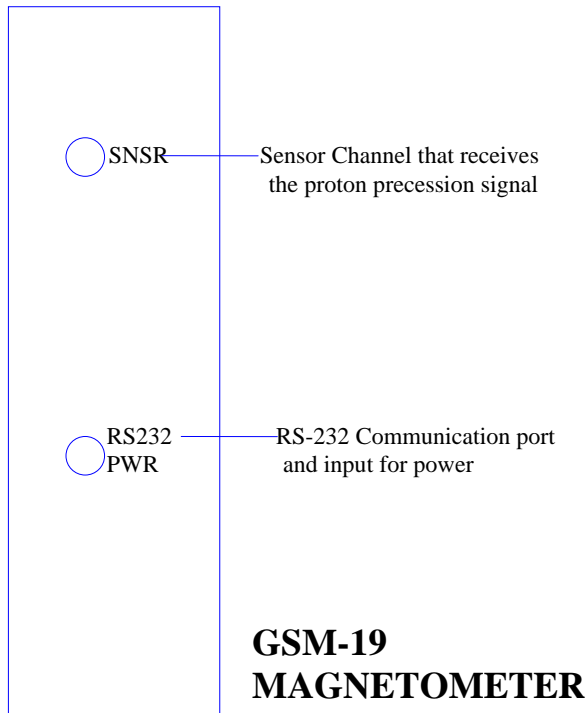 SNSR
Sensor Channel that receives
the proton precession signal
RS232
PWR
RS-232 Communication port
and input for power
GSM-19
MAGNETOMETER